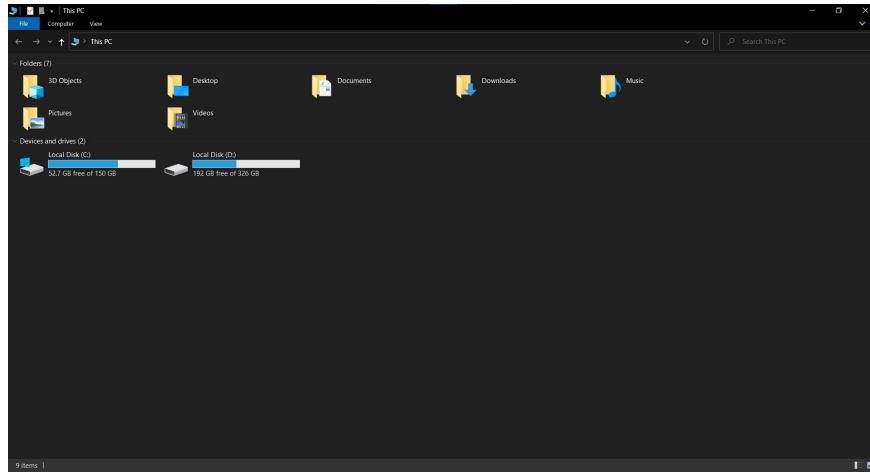 This PC
File Computer View
This PC Search This PC
Folders (7)
3D Objects Desktop Documents Downloads Music
Pictures Videos
Devices and drives (2)
Local Disk (C:) Local Disk (D:)
52.7 GB free of 150 GB 192 GB free of 326 GB
9 items